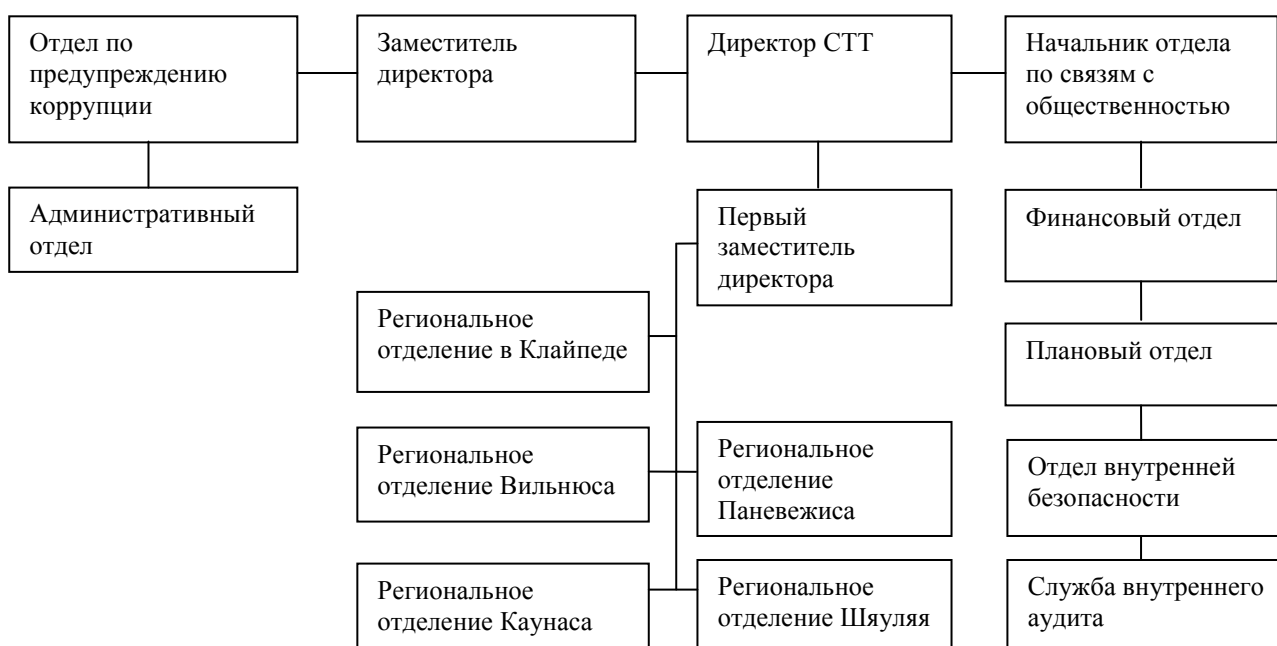 Отдел по
предупреждению
коррупции
Заместитель
директора
Директор СТТ
Начальник отдела
по связям с
общественностью
Административный
отдел
Первый
заместитель
директора
Финансовый отдел
Региональное
отделение в Клайпеде
Плановый отдел
Региональное
отделение Вильнюса
Региональное
отделение
Паневежиса
Отдел внутренней
безопасности
Региональное
отделение Каунаса
Региональное
отделение Шяуляя
Служба внутреннего
аудита